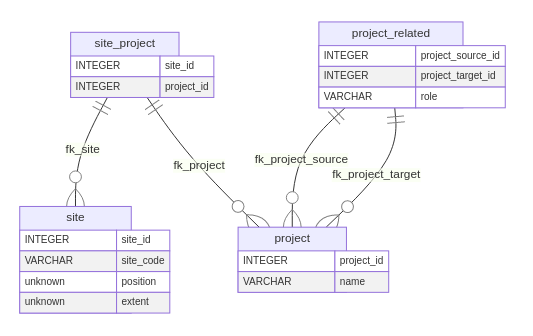 site_project
INTEGER site_id
INTEGER project_id
project_related
INTEGER project_source_id
INTEGER project_target_id
VARCHAR role
fk_site
fk_project
fk_project_source
fk_project_target
site
INTEGER site_id
VARCHAR site_code
unknown position
unknown extent
project
INTEGER project_id
VARCHAR name